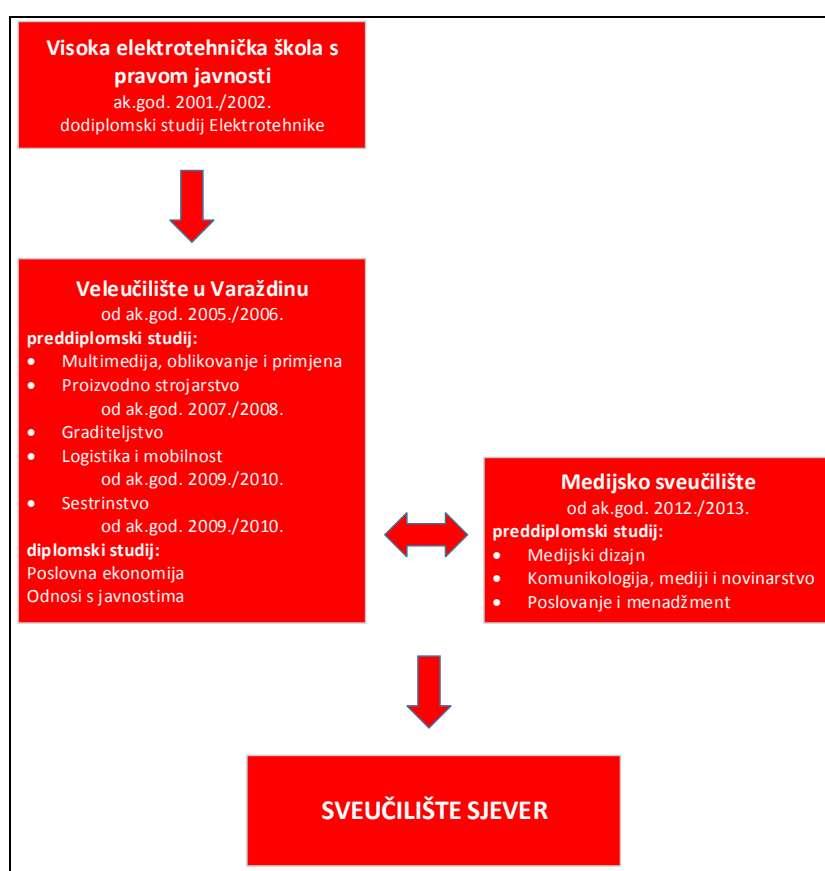 Visoka elektrotehnička škola s
pravom javnosti
ak.god. 2001./2002.
dodiplomski studij Elektrotehnike
Veleučilište u Varaždinu
od ak.god. 2005./2006.
preddiplomski studij:
• Multimedija, oblikovanje i primjena
• Proizvodno strojarstvo
od ak.god. 2007./2008.
• Graditeljstvo
• Logistika i mobilnost
od ak.god. 2009./2010.
• Sestrinstvo
od ak.god. 2009./2010.
diplomski studij:
Poslovna ekonomija
Odnosi s javnostima
Medijsko sveučilište
od ak.god. 2012./2013.
preddiplomski studij:
• Medijski dizajn
• Komunikologija, mediji i novinarstvo
• Poslovanje i menadžment
SVEUČILIŠTE SJEVER